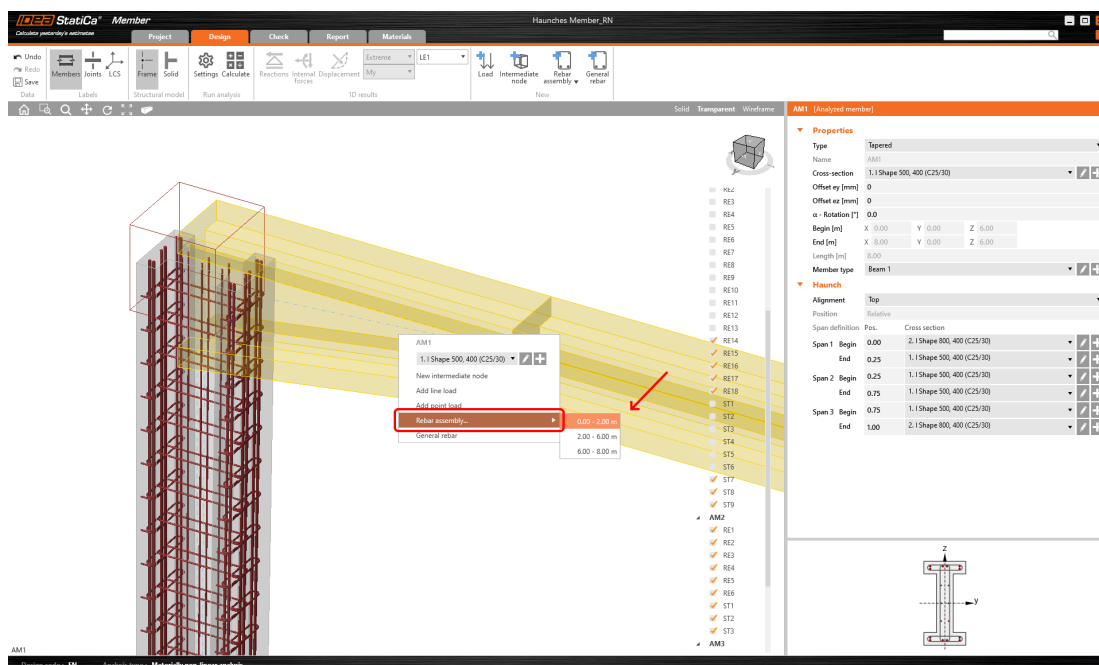 IDEA StatiCa® Member
Calculate yesterday's estimates
Haunches Member_RN
Project Design Check Report Materials
Undo
Redo
Save
Members Joints LCS
Frame Solid
Settings Calculate
Reactions Internal forces Displacement
Extreme LE1
My
Load Intermediate node Rebar assembly General rebar
Data Labels Structural model Run analysis 1D results New
Solid Transparent Wireframe
RE2
RE3
RE4
RE5
RE6
RE7
RE8
RE9
RE10
RE11
RE12
RE13
RE14
RE15
RE16
RE17
RE18
ST1
ST2
ST3
ST4
ST5
ST6
ST7
ST8
ST9
AM2
RE1
RE2
RE3
RE4
RE5
RE6
ST1
ST2
ST3
AM3
AM1
1. I Shape 500, 400 (C25/30)
New intermediate node
Add line load
Add point load
Rebar assembly...
General rebar
0.00 - 2.00 m
2.00 - 6.00 m
6.00 - 8.00 m
AM1 [Analyzed member]
Properties
Type Tapered
Name AM1
Cross-section 1. I Shape 500, 400 (C25/30)
Offset ey [mm] 0
Offset ez [mm] 0
α - Rotation [°] 0.0
Begin [m] X 0.00 Y 0.00 Z 6.00
End [m] X 8.00 Y 0.00 Z 6.00
Length [m] 8.00
Member type Beam 1
Haunch
Alignment Top
Position Relative
Span definition Pos. Cross section
Span 1 Begin 0.00 2. I Shape 800, 400 (C25/30)
End 0.25 1. I Shape 500, 400 (C25/30)
Span 2 Begin 0.25 1. I Shape 500, 400 (C25/30)
End 0.75 1. I Shape 500, 400 (C25/30)
Span 3 Begin 0.75 1. I Shape 500, 400 (C25/30)
End 1.00 2. I Shape 800, 400 (C25/30)
z
y
AM1